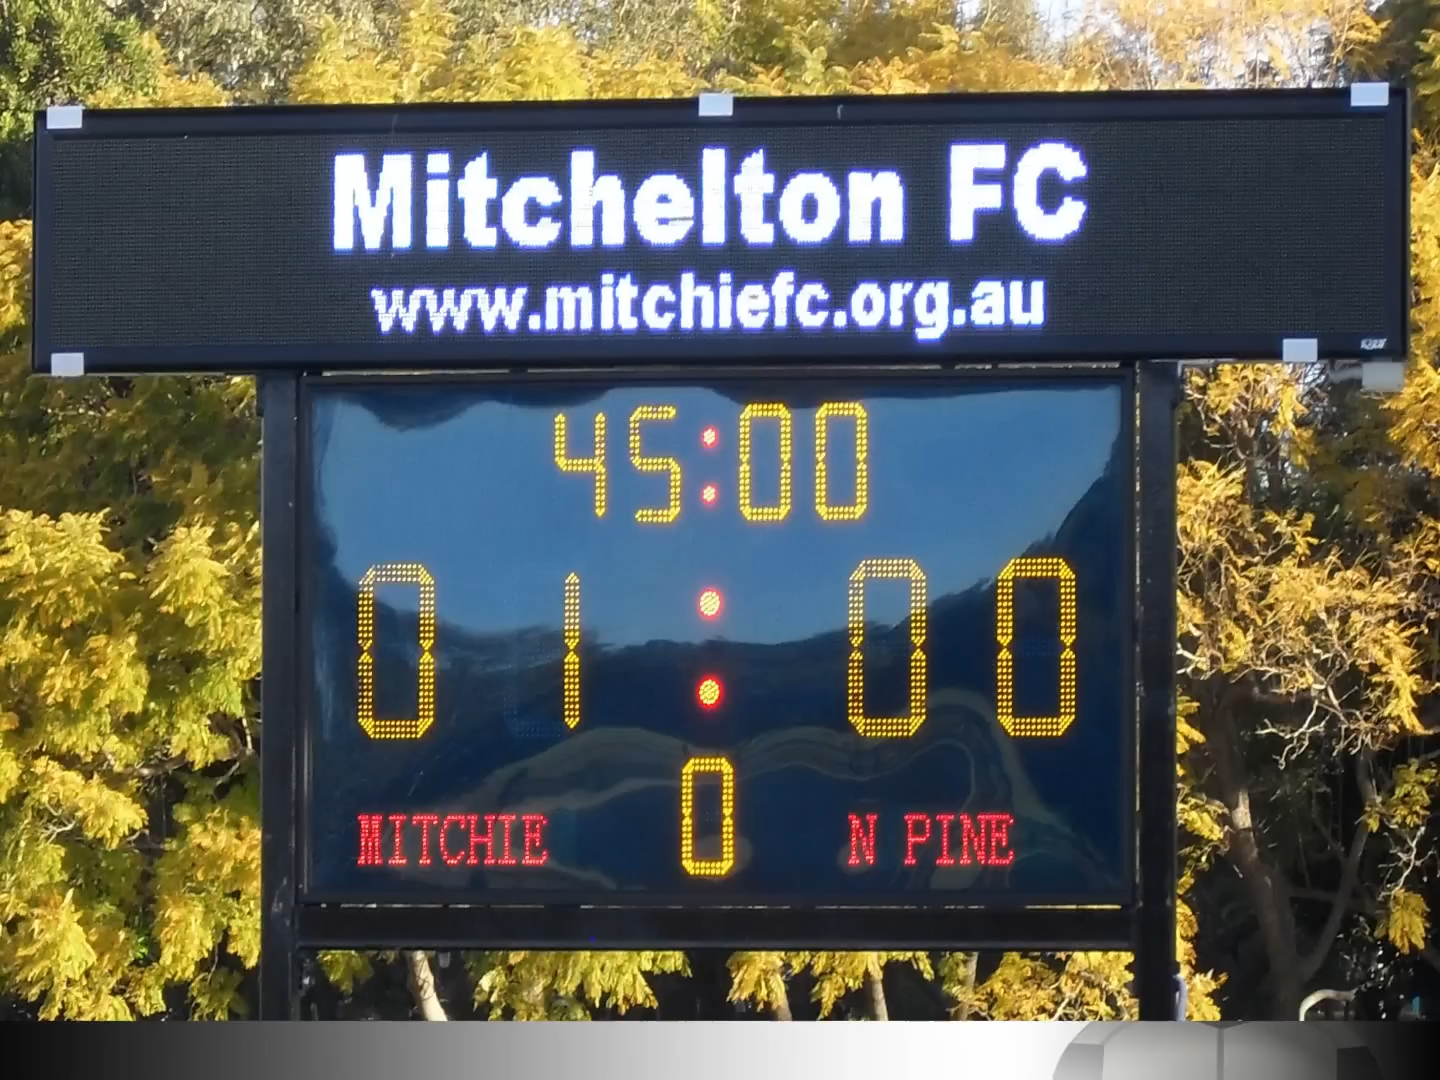 Mitchelton FC
www.mitchiefc.org.au
45:00
01:00
0
MITCHIE N PINE